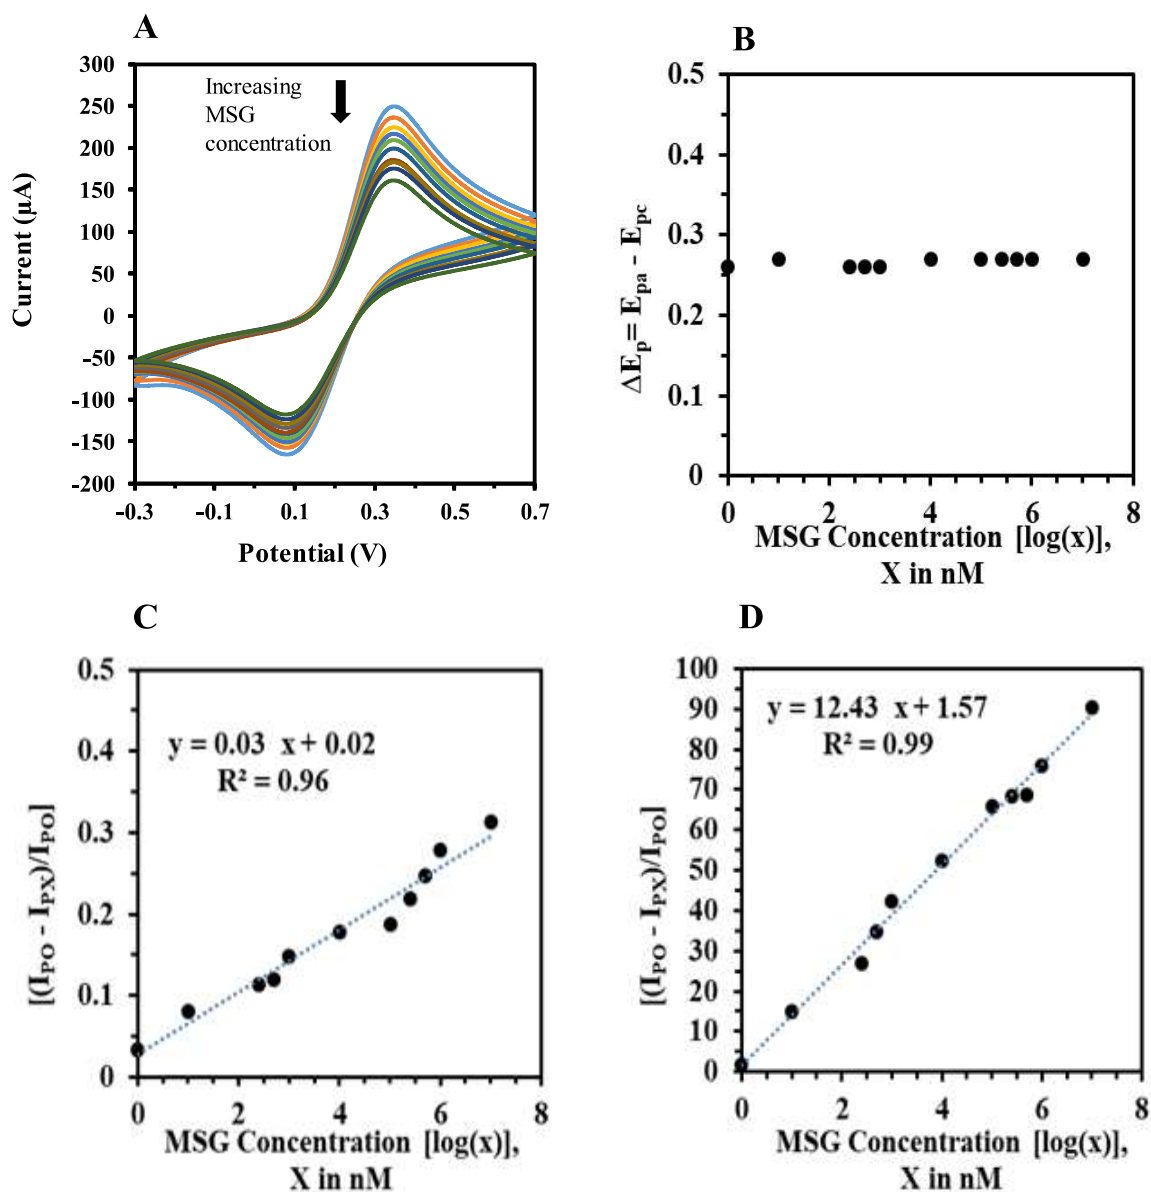 A
Increasing
MSG
concentration
Current (µA)
300
250
200
150
100
50
0
-50
-100
-150
-200
-0.3
-0.1
0.1
0.3
0.5
0.7
Potential (V)
B
ΔEp= Epa - Epc
0.5
0.4
0.3
0.2
0.1
0
0
2
4
6
8
MSG Concentration [log(x)],
X in nM
C
[(IPO - IPX)/IPO]
0.5
0.4
0.3
0.2
0.1
0
y = 0.03 x + 0.02
R² = 0.96
0
2
4
6
8
MSG Concentration [log(x)],
X in nM
D
[(IPO - IPX)/IPO]
100
90
80
70
60
50
40
30
20
10
0
y = 12.43 x + 1.57
R² = 0.99
0
2
4
6
8
MSG Concentration [log(x)],
X in nM